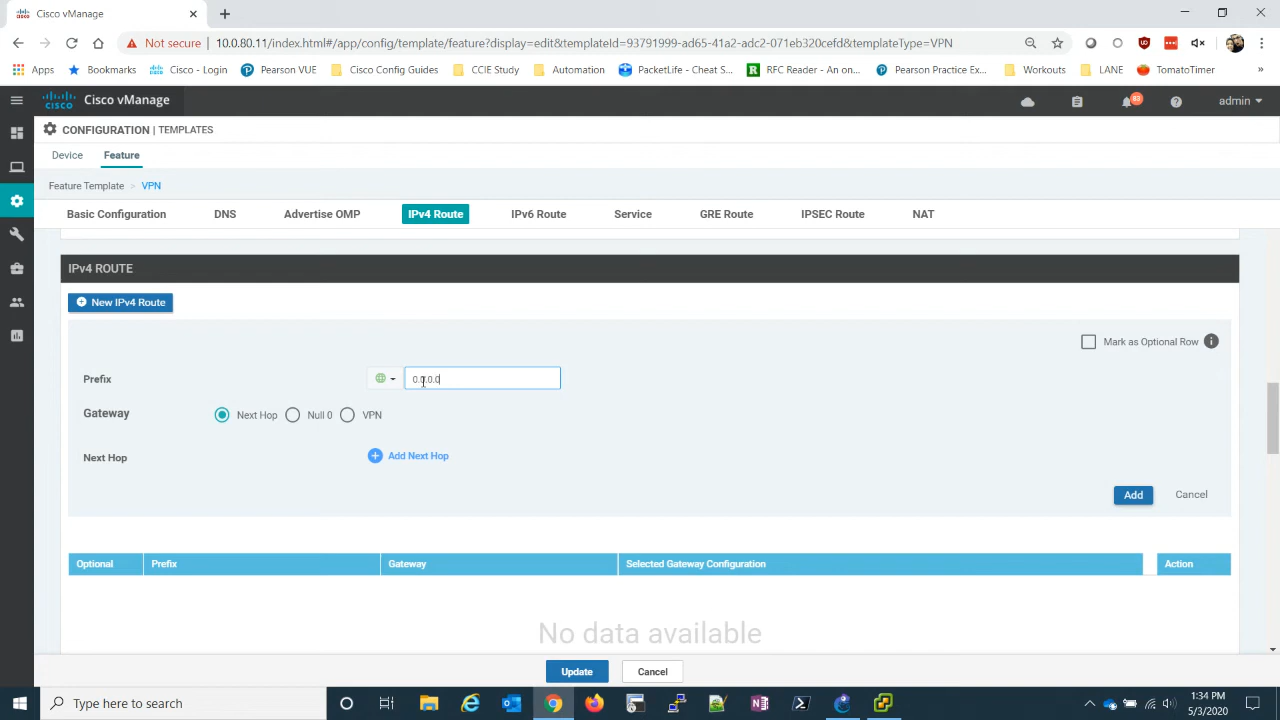 Cisco vManage
Not secure | 10.0.80.11/index.html#/app/config/template/feature?display=edit&templateId=93791999-ad65-41a2-adc2-071eb320cefd&templateType=VPN
Apps Bookmarks Cisco - Login Pearson VUE Cisco Config Guides CCIE Study Automation PacketLife - Cheat S... RFC Reader - An on... Pearson Practice Ex... Workouts LANE TomatoTimer »
CISCO Cisco vManage 83 admin
CONFIGURATION | TEMPLATES
Device Feature
Feature Template > VPN
Basic Configuration DNS Advertise OMP IPv4 Route IPv6 Route Service GRE Route IPSEC Route NAT
IPv4 ROUTE
New IPv4 Route
Mark as Optional Row
Prefix 0.0.0.0
Gateway Next Hop Null 0 VPN
Next Hop Add Next Hop
Add Cancel
Optional Prefix Gateway Selected Gateway Configuration Action
No data available
Update Cancel
Type here to search
1:34 PM
5/3/2020